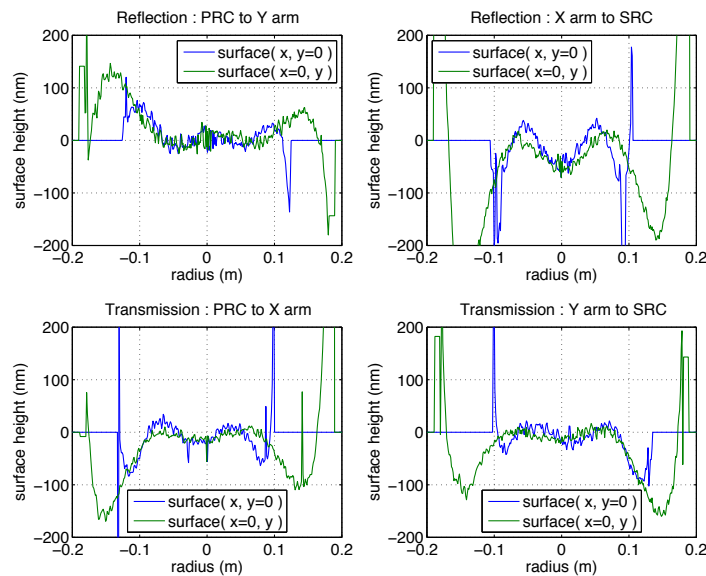 Reflection : PRC to Y arm
surface height (nm)
200
100
0
−100
−200
surface( x, y=0 )
surface( x=0, y )
−0.2
−0.1
0
0.1
0.2
radius (m)
Reflection : X arm to SRC
surface height (nm)
200
100
0
−100
−200
surface( x, y=0 )
surface( x=0, y )
−0.2
−0.1
0
0.1
0.2
radius (m)
Transmission : PRC to X arm
surface height (nm)
200
100
0
−100
−200
surface( x, y=0 )
surface( x=0, y )
−0.2
−0.1
0
0.1
0.2
radius (m)
Transmission : Y arm to SRC
surface height (nm)
200
100
0
−100
−200
surface( x, y=0 )
surface( x=0, y )
−0.2
−0.1
0
0.1
0.2
radius (m)